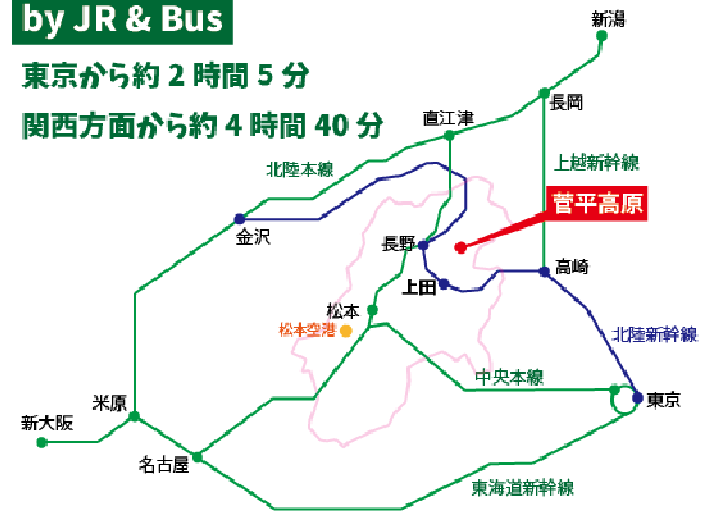 by JR & Bus
東京から約2時間5分
関西方面から約4時間40分
新潟
長岡
直江津
上越新幹線
北陸本線
菅平高原
金沢
長野
高崎
上田
松本
松本空港
北陸新幹線
中央本線
東京
米原
新大阪
名古屋
東海道新幹線